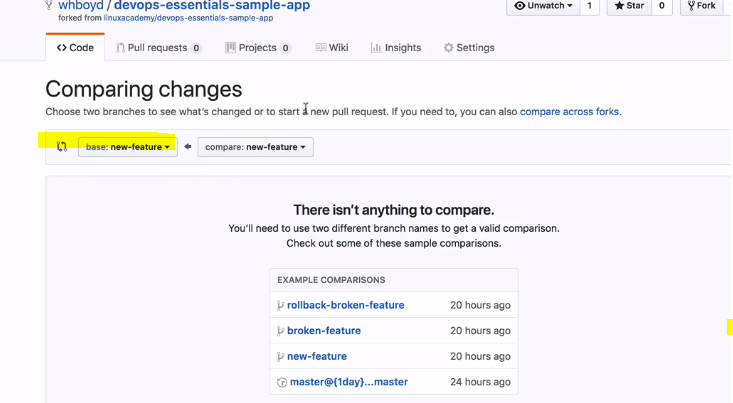 whboyd / devops-essentials-sample-app
forked from linuxacademy/devops-essentials-sample-app
Unwatch 1 Star 0 Fork
Code Pull requests 0 Projects 0 Wiki Insights Settings
Comparing changes
Choose two branches to see what's changed or to start a new pull request. If you need to, you can also compare across forks.
base: new-feature compare: new-feature
There isn't anything to compare.
You'll need to use two different branch names to get a valid comparison.
Check out some of these sample comparisons.
EXAMPLE COMPARISONS
rollback-broken-feature 20 hours ago
broken-feature 20 hours ago
new-feature 20 hours ago
master@{1day}...master 24 hours ago